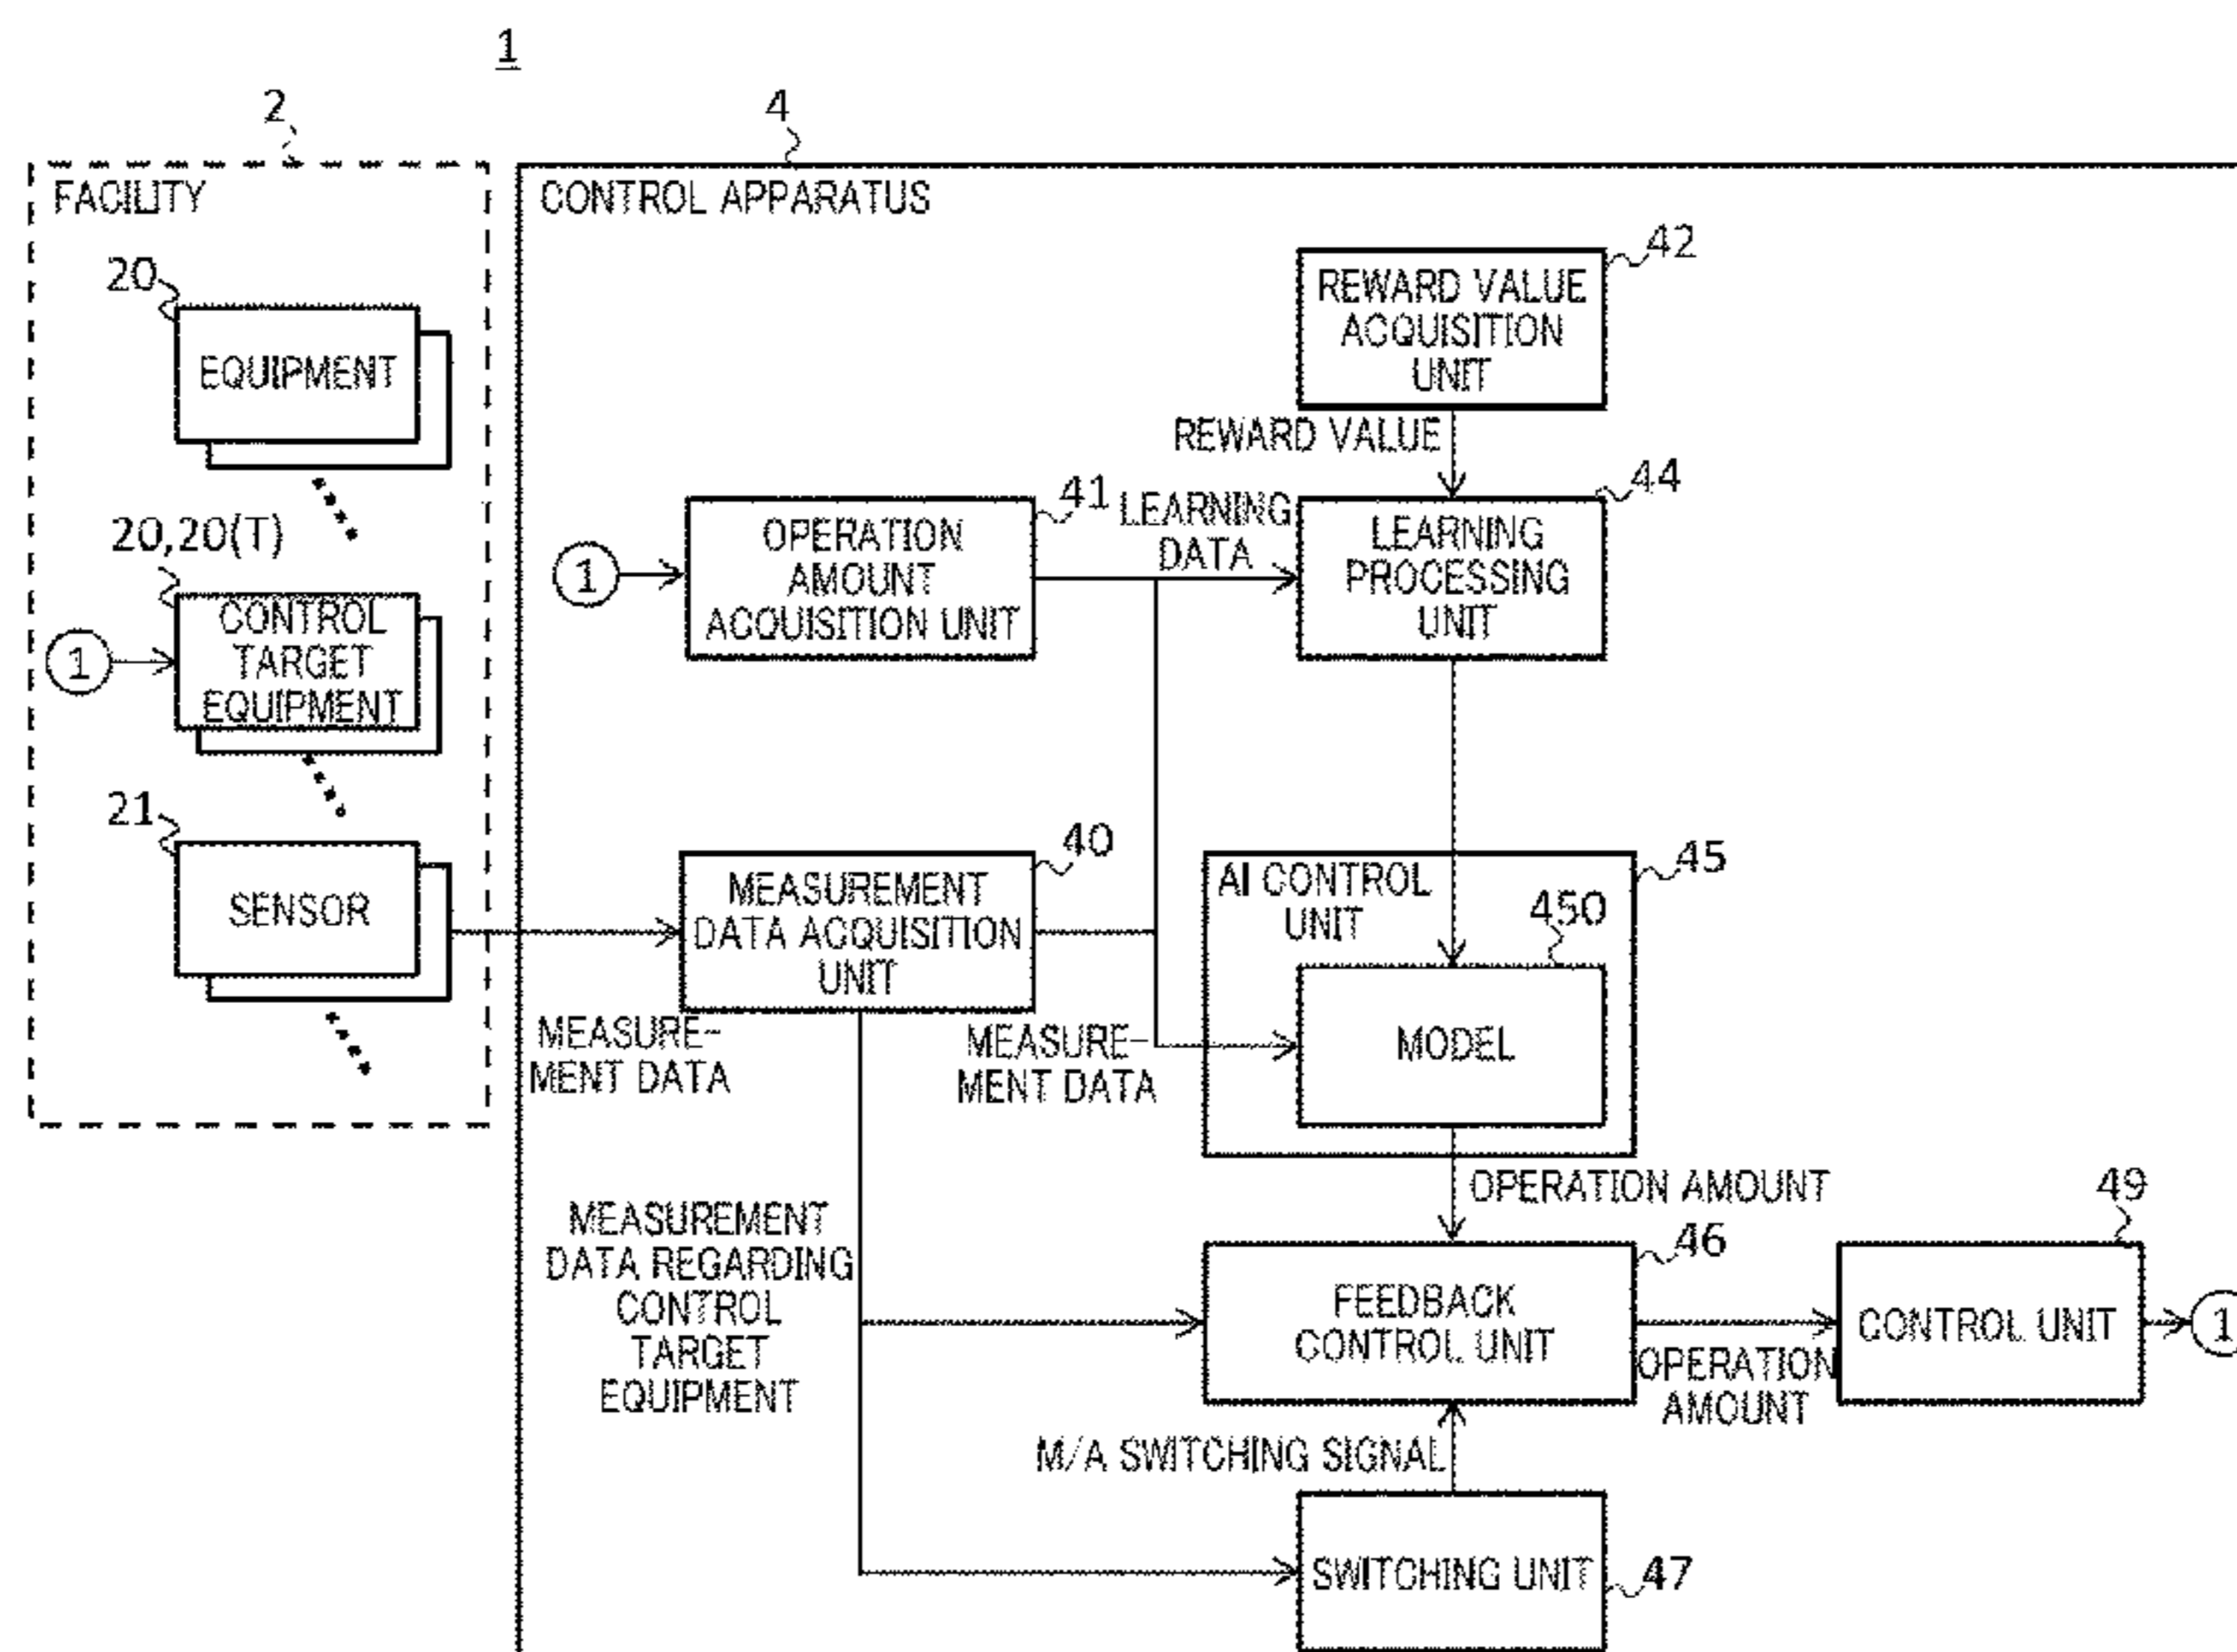 1
2
4
FACILITY
CONTROL APPARATUS
42
REWARD VALUE
ACQUISITION
UNIT
20
EQUIPMENT
REWARD VALUE
41
LEARNING
DATA
44
20,20(T)
1
OPERATION
AMOUNT
ACQUISITION UNIT
LEARNING
PROCESSING
UNIT
1
CONTROL
TARGET
EQUIPMENT
21
SENSOR
40
MEASUREMENT
DATA ACQUISITION
UNIT
45
AI CONTROL
UNIT
450
MODEL
MEASURE-
MENT DATA
MEASURE-
MENT DATA
OPERATION AMOUNT
49
MEASUREMENT
DATA REGARDING
CONTROL
TARGET
EQUIPMENT
46
FEEDBACK
CONTROL UNIT
CONTROL UNIT
1
OPERATION
AMOUNT
M/A SWITCHING SIGNAL
SWITCHING UNIT
47